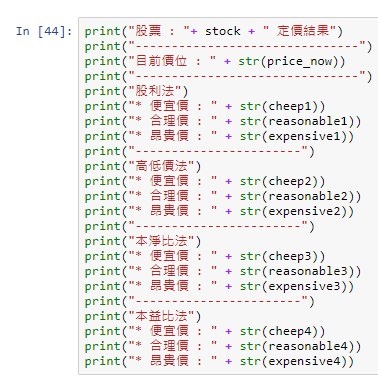 In [44]: print("股票 : "+ stock + " 定價結果")
print("----------------------------------")
print("目前價位 : " + str(price_now))
print("----------------------------------")
print("股利法")
print("* 便宜價 : " + str(cheep1))
print("* 合理價 : " + str(reasonable1))
print("* 昂貴價 : " + str(expensive1))
print("-------------------------")
print("高低價法")
print("* 便宜價 : " + str(cheep2))
print("* 合理價 : " + str(reasonable2))
print("* 昂貴價 : " + str(expensive2))
print("-------------------------")
print("本淨比法")
print("* 便宜價 : " + str(cheep3))
print("* 合理價 : " + str(reasonable3))
print("* 昂貴價 : " + str(expensive3))
print("-------------------------")
print("本益比法")
print("* 便宜價 : " + str(cheep4))
print("* 合理價 : " + str(reasonable4))
print("* 昂貴價 : " + str(expensive4))